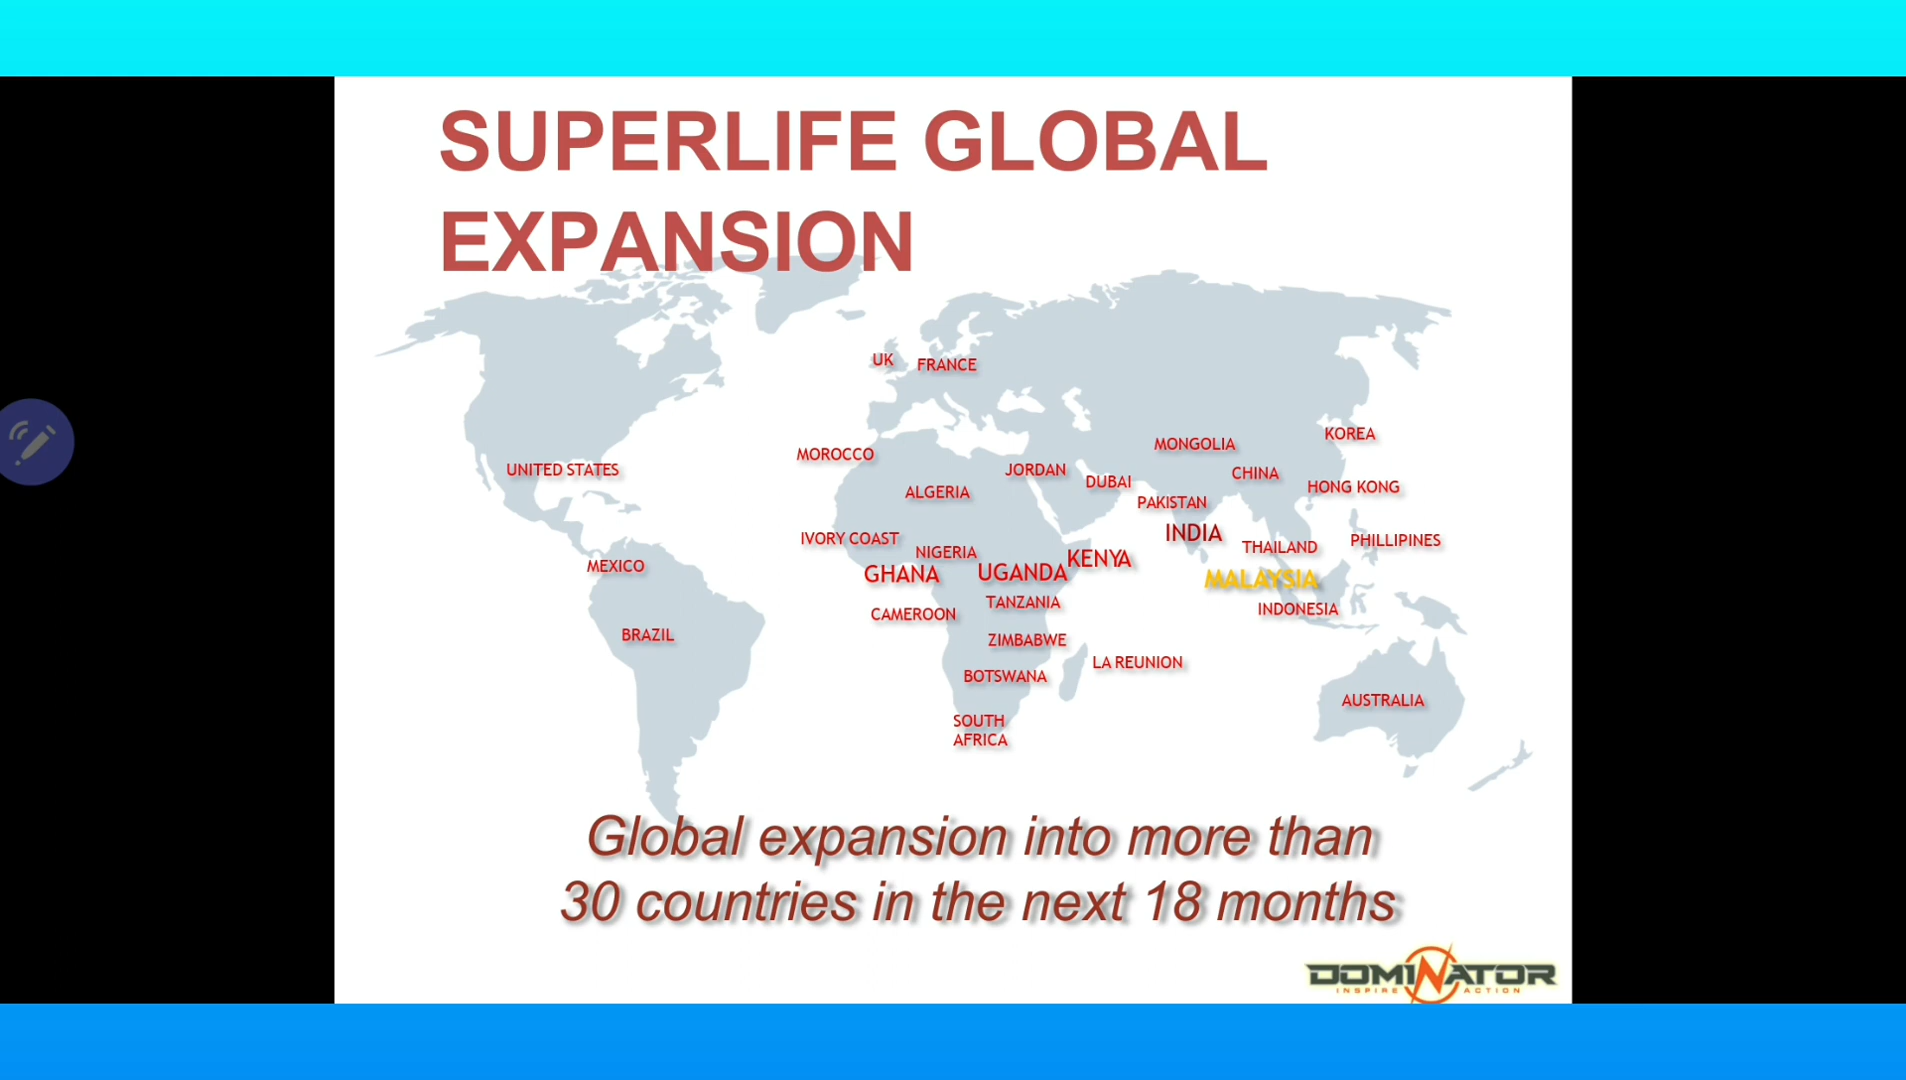 SUPERLIFE GLOBAL
EXPANSION
UK
FRANCE
KOREA
MONGOLIA
MOROCCO
UNITED STATES
JORDAN
CHINA
DUBAI
HONG KONG
ALGERIA
PAKISTAN
INDIA
IVORY COAST
PHILLIPINES
THAILAND
NIGERIA
KENYA
MEXICO
GHANA
UGANDA
MALAYSIA
TANZANIA
INDONESIA
CAMEROON
BRAZIL
ZIMBABWE
LA REUNION
BOTSWANA
AUSTRALIA
SOUTH
AFRICA
Global expansion into more than
30 countries in the next 18 months
DOMINATOR
INSPIRE ACTION